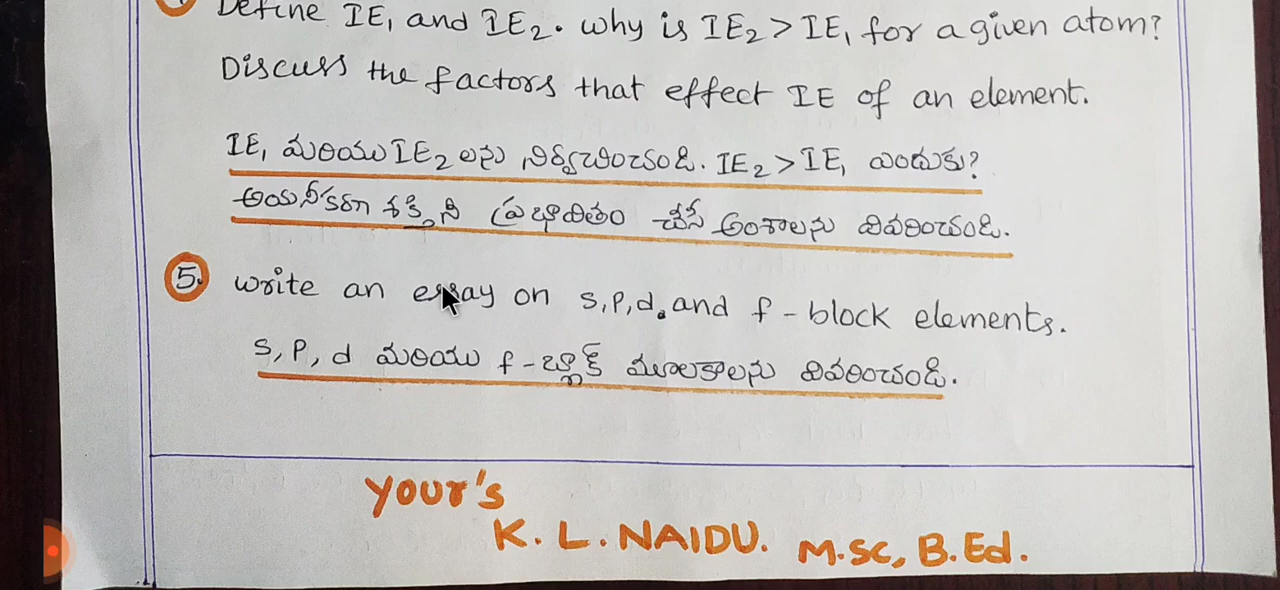 Define IE₁ and IE₂. why is IE₂ > IE₁ for a given atom?
Discuss the factors that effect IE of an element.
IE₁ మరియు IE₂ లను నిర్వచించండి. IE₂ > IE₁ ఎందుకు?
అయనీకరణ శక్తిని ప్రభావితం చేసే అంశాలను వివరించండి.
5. write an essay on s, p, d, and f - block elements.
s, p, d మరియు f - బ్లాక్ మూలకాలను వివరించండి.
your's
K. L. NAIDU. M.SC, B.Ed.